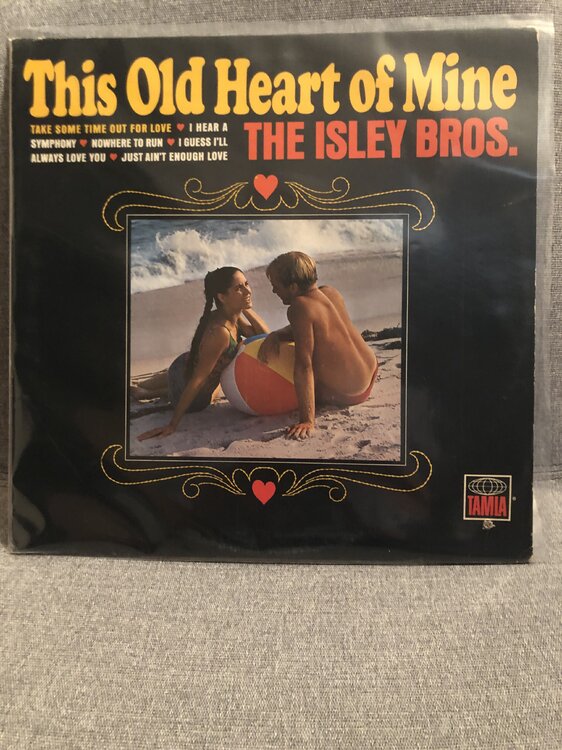 This Old Heart of Mine
TAKE SOME TIME OUT FOR LOVE ♥ I HEAR A
SYMPHONY ♥ NOWHERE TO RUN ♥ I GUESS I'LL
ALWAYS LOVE YOU ♥ JUST AIN'T ENOUGH LOVE
THE ISLEY BROS.
TAMLA
®